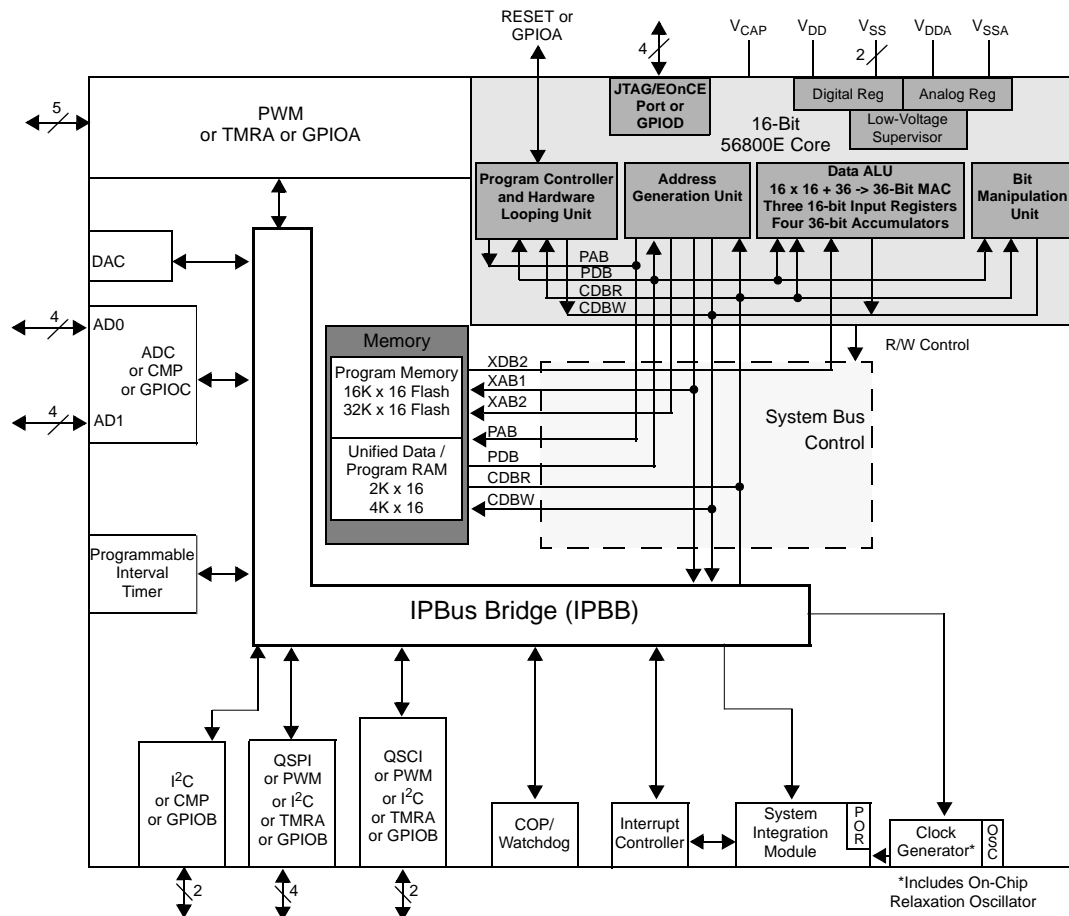 RESET or
GPIOA
4
V_CAP
V_DD
V_SS
2
V_DDA
V_SSA
5
PWM
or TMRA or GPIOA
JTAG/EOnCE
Port or
GPIOD
16-Bit
56800E Core
Digital Reg
Analog Reg
Low-Voltage
Supervisor
Program Controller
and Hardware
Looping Unit
Address
Generation Unit
Data ALU
16 x 16 + 36 -> 36-Bit MAC
Three 16-bit Input Registers
Four 36-bit Accumulators
Bit
Manipulation
Unit
PAB
PDB
CDBR
CDBW
DAC
4
AD0
ADC
or CMP
or GPIOC
4
AD1
Memory
Program Memory
16K x 16 Flash
32K x 16 Flash
Unified Data /
Program RAM
2K x 16
4K x 16
XDB2
XAB1
XAB2
PAB
PDB
CDBR
CDBW
R/W Control
System Bus
Control
Programmable
Interval
Timer
IPBus Bridge (IPBB)
I²C
or CMP
or GPIOB
2
QSPI
or PWM
or I²C
or TMRA
or GPIOB
4
QSCI
or PWM
or I²C
or TMRA
or GPIOB
2
COP/
Watchdog
Interrupt
Controller
System
Integration
Module
POR
Clock
Generator*
OSC
*Includes On-Chip
Relaxation Oscillator